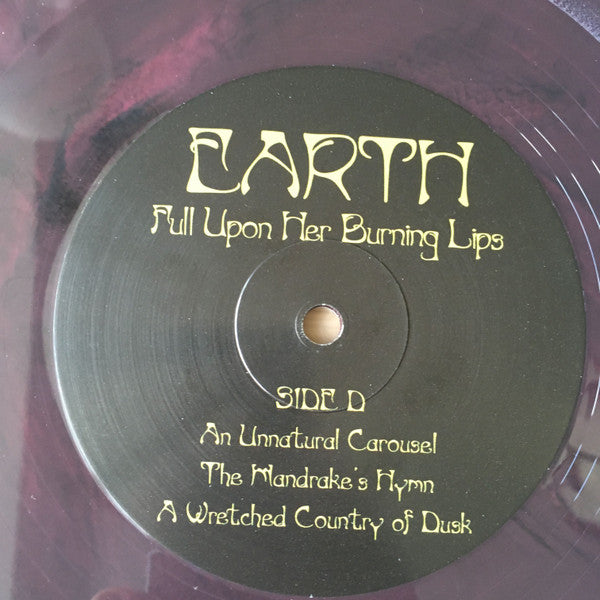 EARTH
Full Upon Her Burning Lips
SIDE D
An Unnatural Carousel
The Mandrake's Hymn
A Wretched Country of Dusk